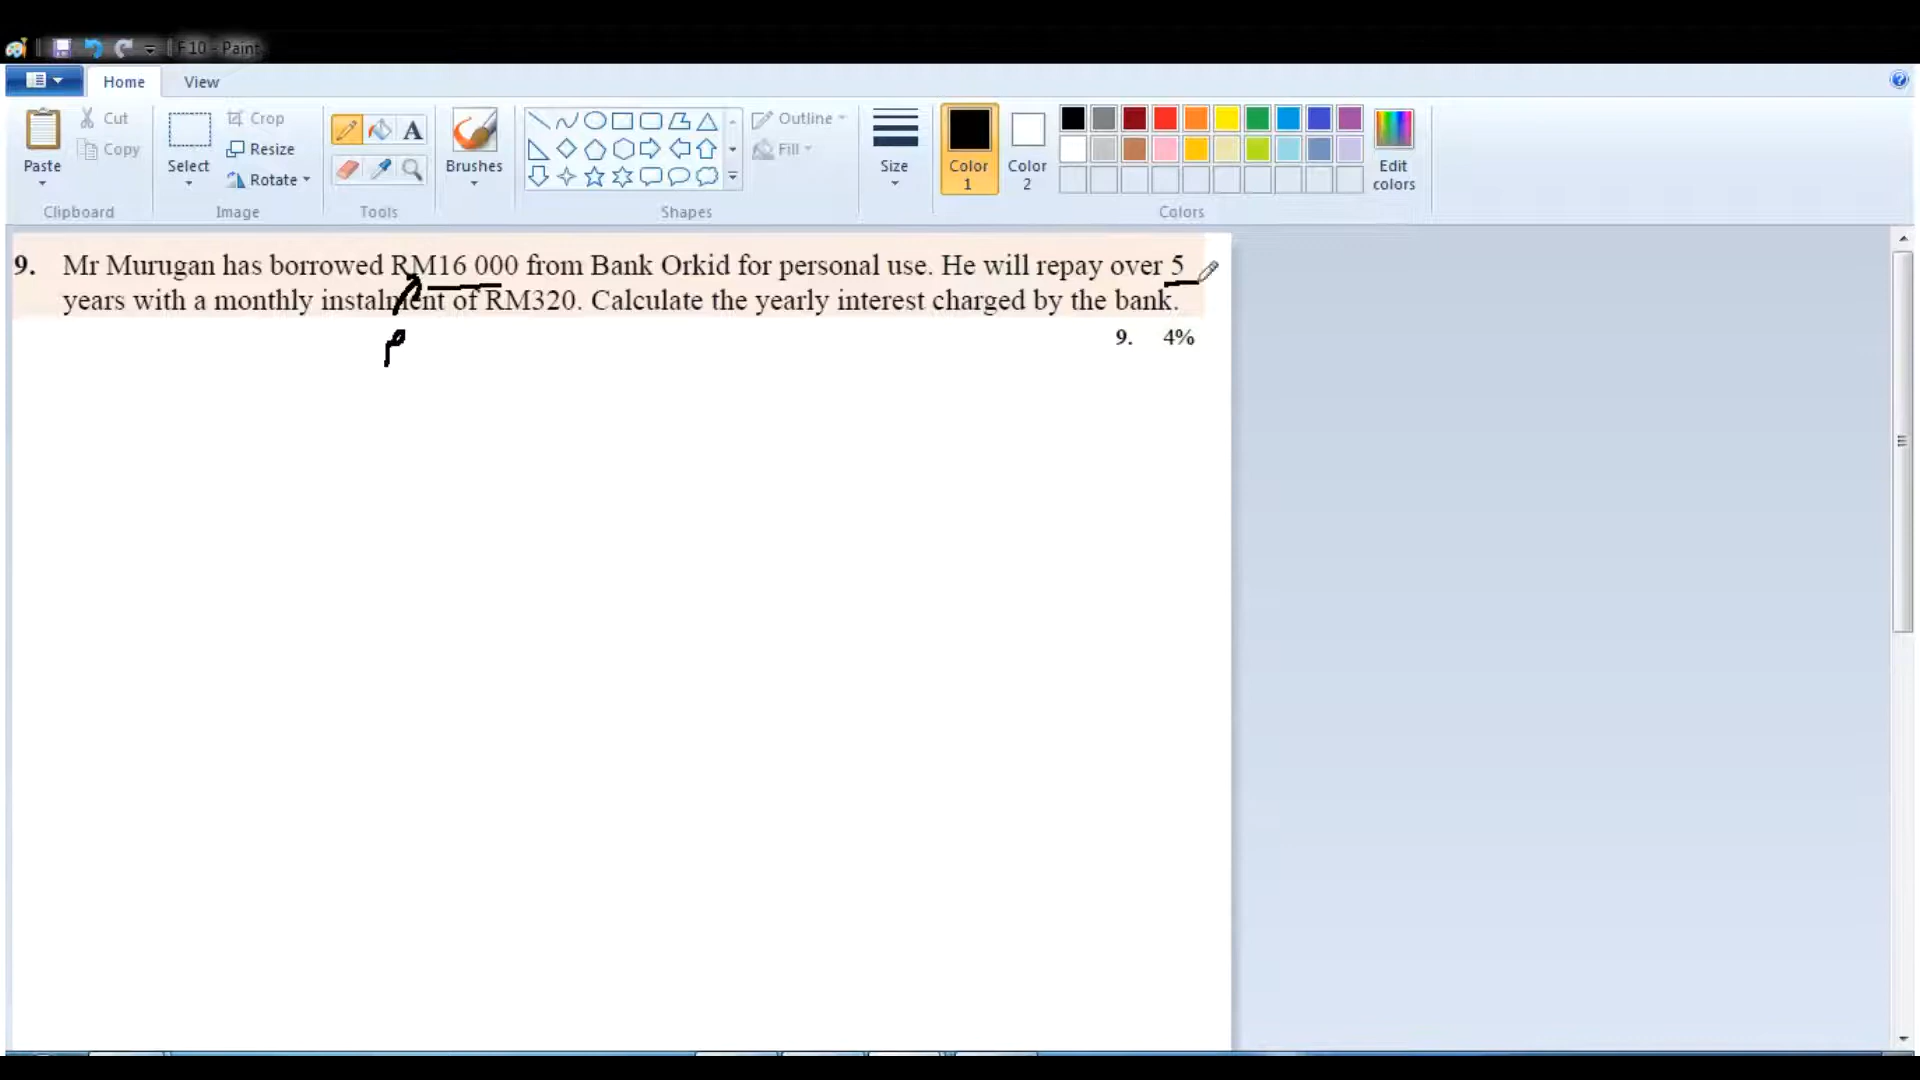 F10 - Paint
Home View
Paste Cut Copy
Clipboard
Select Crop Resize Rotate
Image
A
Tools
Brushes
Shapes
Outline Fill
Size
Color 1
Color 2
Edit colors
Colors
9. Mr Murugan has borrowed RM16 000 from Bank Orkid for personal use. He will repay over 5
years with a monthly instalment of RM320. Calculate the yearly interest charged by the bank.
9. 4%
P